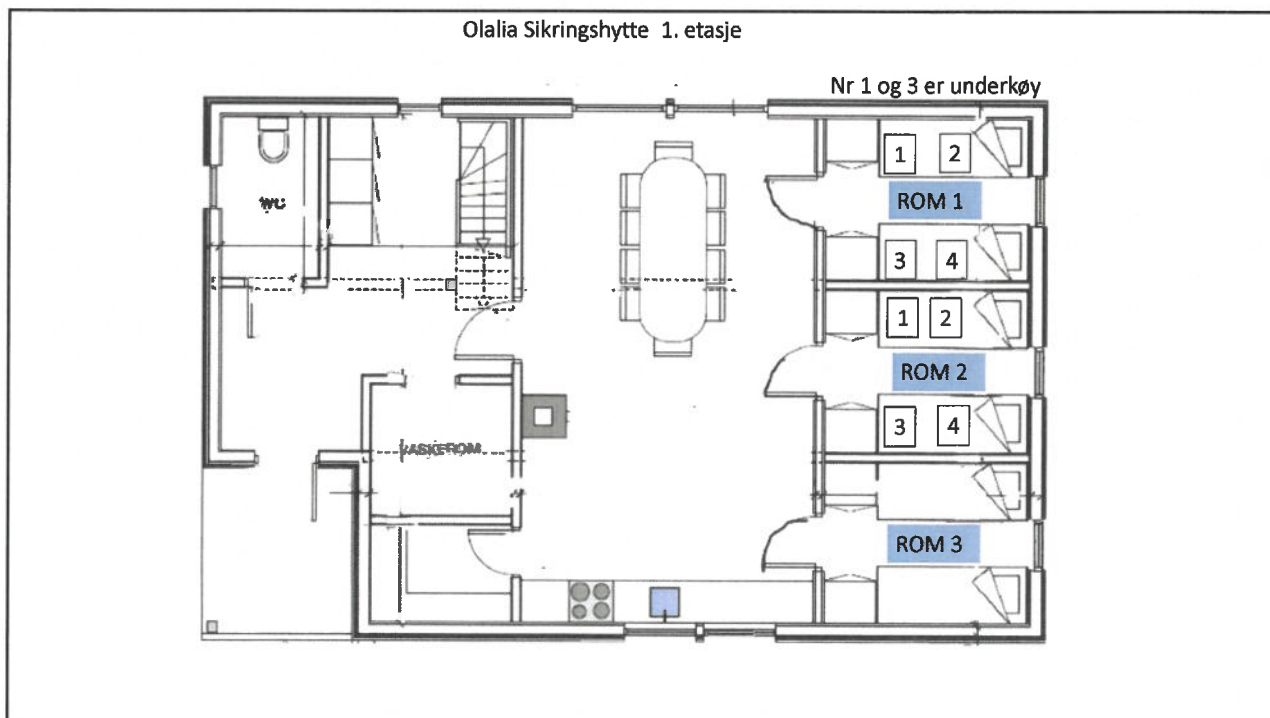 Olalia Sikringshytte 1. etasje
Nr 1 og 3 er underkøy
1 2
WC
ROM 1
3 4
1 2
ROM 2
3 4
VASKEROM
ROM 3